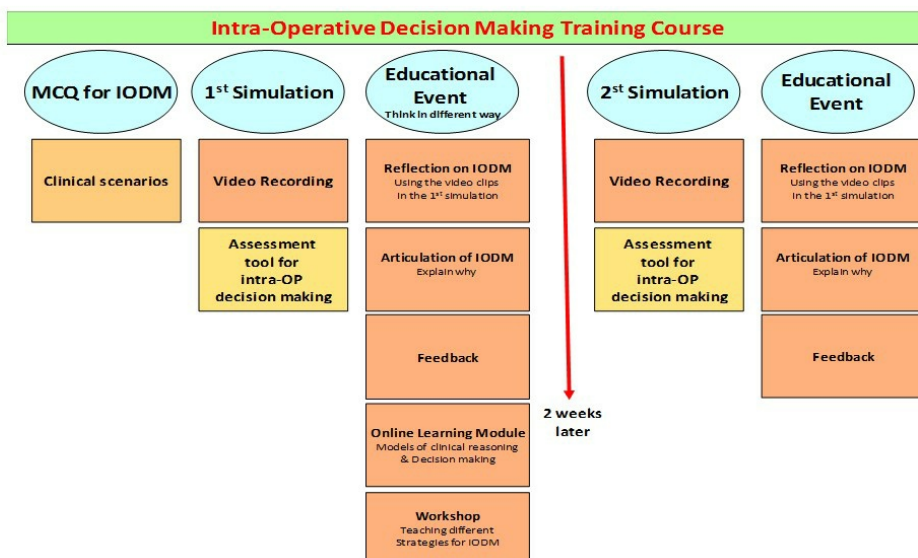 Intra-Operative Decision Making Training Course
MCQ for IODM
Clinical scenarios
1st Simulation
Video Recording
Assessment
tool for
intra-OP
decision making
Educational
Event
Think in different way
Reflection on IODM
Using the video clips
in the 1st simulation
Articulation of IODM
Explain why
Feedback
Online Learning Module
Models of clinical reasoning
& Decision making
Workshop
Teaching different
Strategies for IODM
2 weeks
later
2st Simulation
Video Recording
Assessment
tool for
intra-OP
decision making
Educational
Event
Reflection on IODM
Using the video clips
in the 1st simulation
Articulation of IODM
Explain why
Feedback